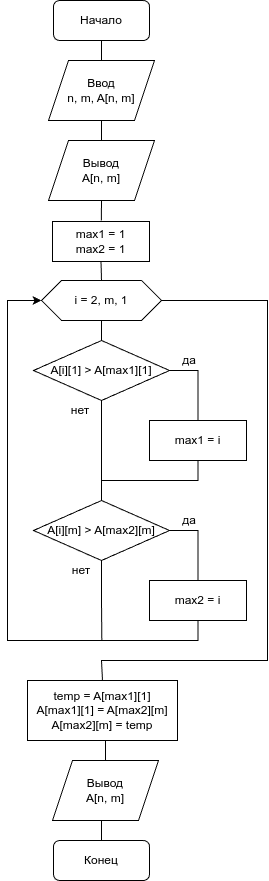 Начало
Ввод
n, m, A[n, m]
Вывод
A[n, m]
max1 = 1
max2 = 1
i = 2, m, 1
A[i][1] > A[max1][1]
да
нет
max1 = i
A[i][m] > A[max2][m]
да
нет
max2 = i
temp = A[max1][1]
A[max1][1] = A[max2][m]
A[max2][m] = temp
Вывод
A[n, m]
Конец